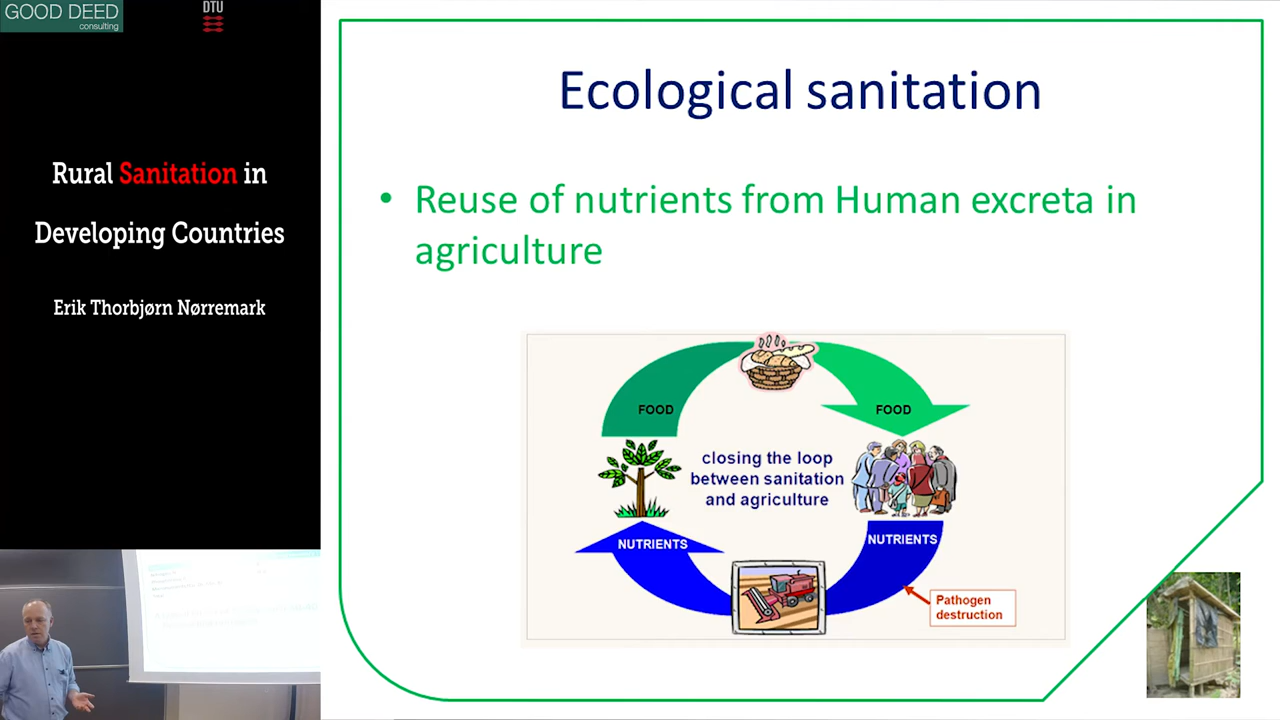 GOOD DEED
consulting
DTU
Rural Sanitation in
Developing Countries
Erik Thorbjørn Nørremark
Ecological sanitation
• Reuse of nutrients from Human excreta in
agriculture
FOOD
FOOD
closing the loop
between sanitation
and agriculture
NUTRIENTS
NUTRIENTS
Pathogen
destruction